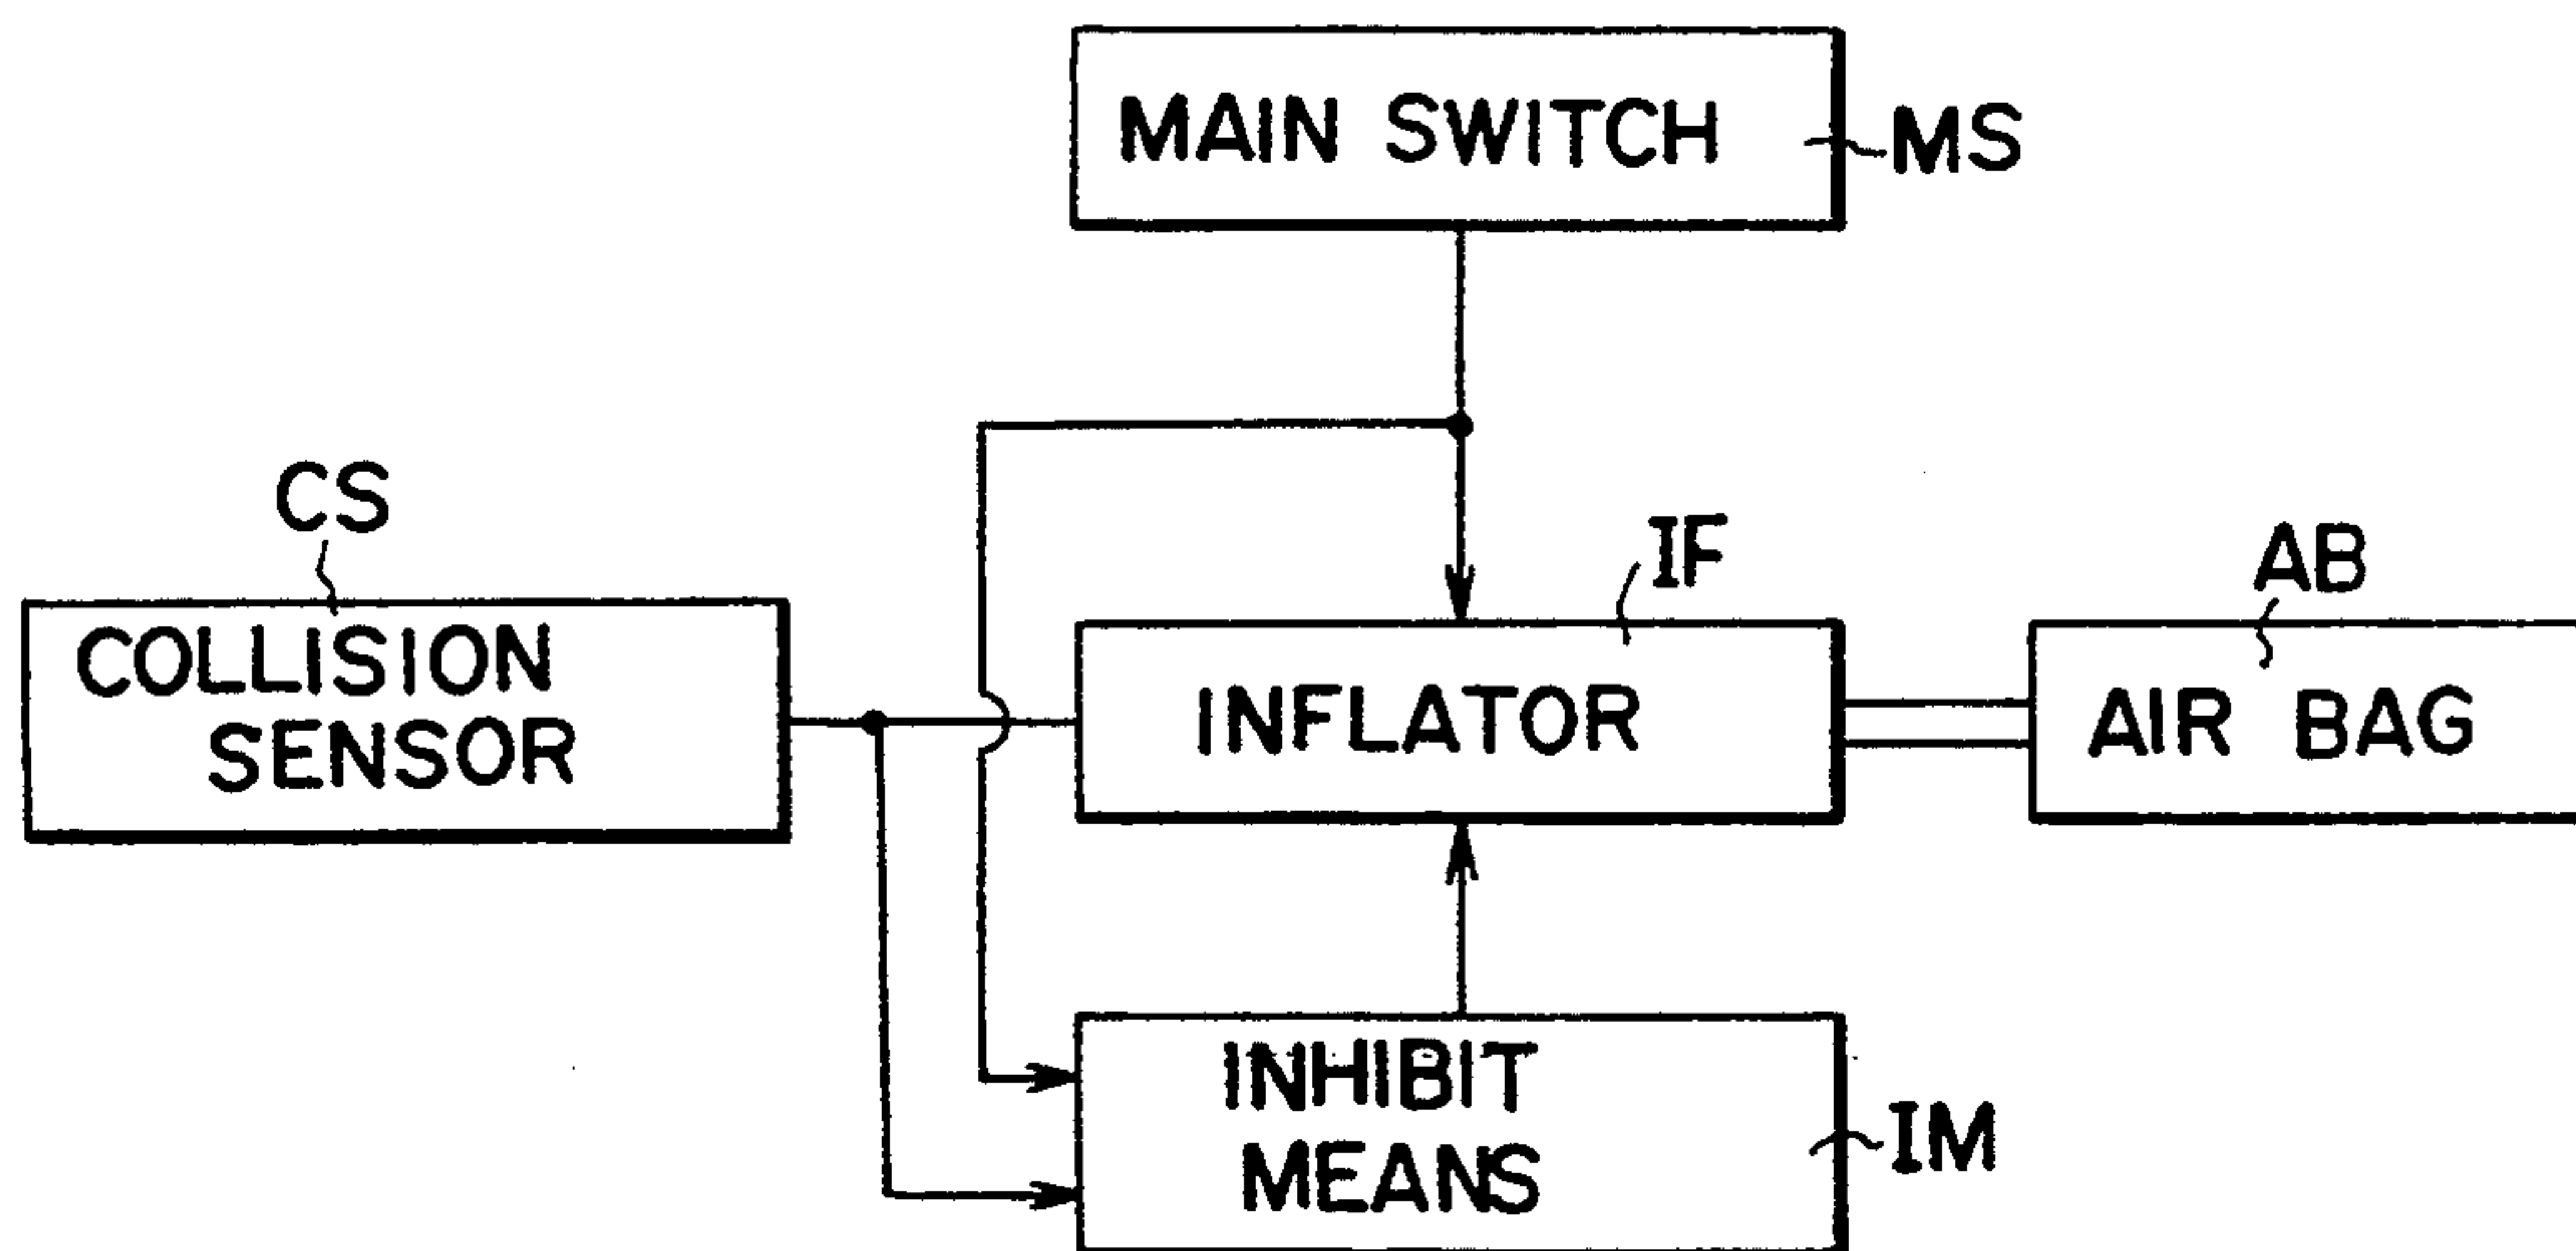 MAIN SWITCH
MS
CS
COLLISION
SENSOR
IF
INFLATOR
AB
AIR BAG
INHIBIT
MEANS
IM